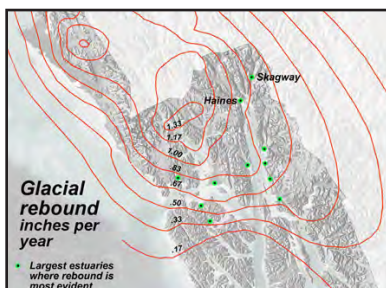 Skagway
Haines
1.33
1.17
1.00
.83
.67
.50
.33
.17
Glacial
rebound
inches per
year
Largest estuaries
where rebound is
most evident